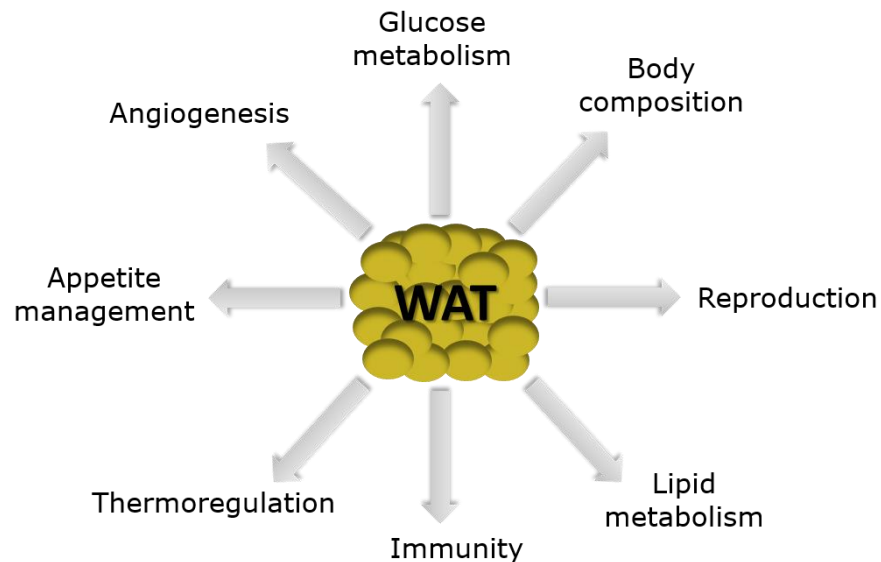 Glucose
metabolism
Body
composition
Angiogenesis
Appetite
management
WAT
Reproduction
Thermoregulation
Lipid
metabolism
Immunity